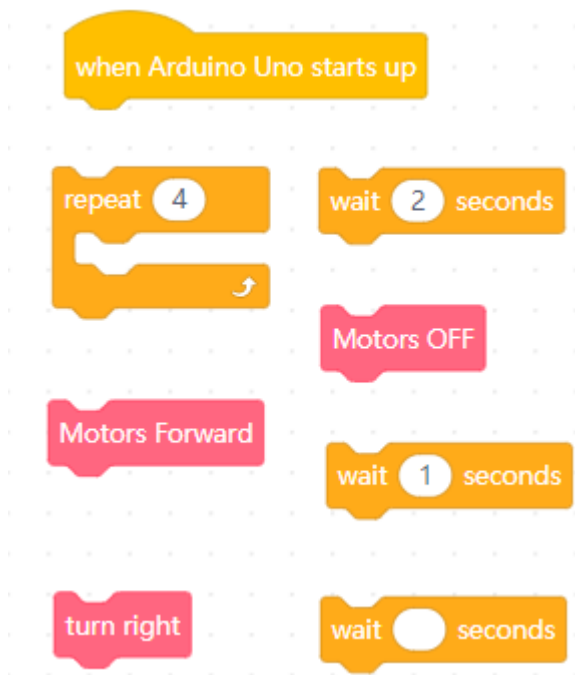 when Arduino Uno starts up
repeat 4
wait 2 seconds
Motors OFF
Motors Forward
wait 1 seconds
turn right
wait seconds